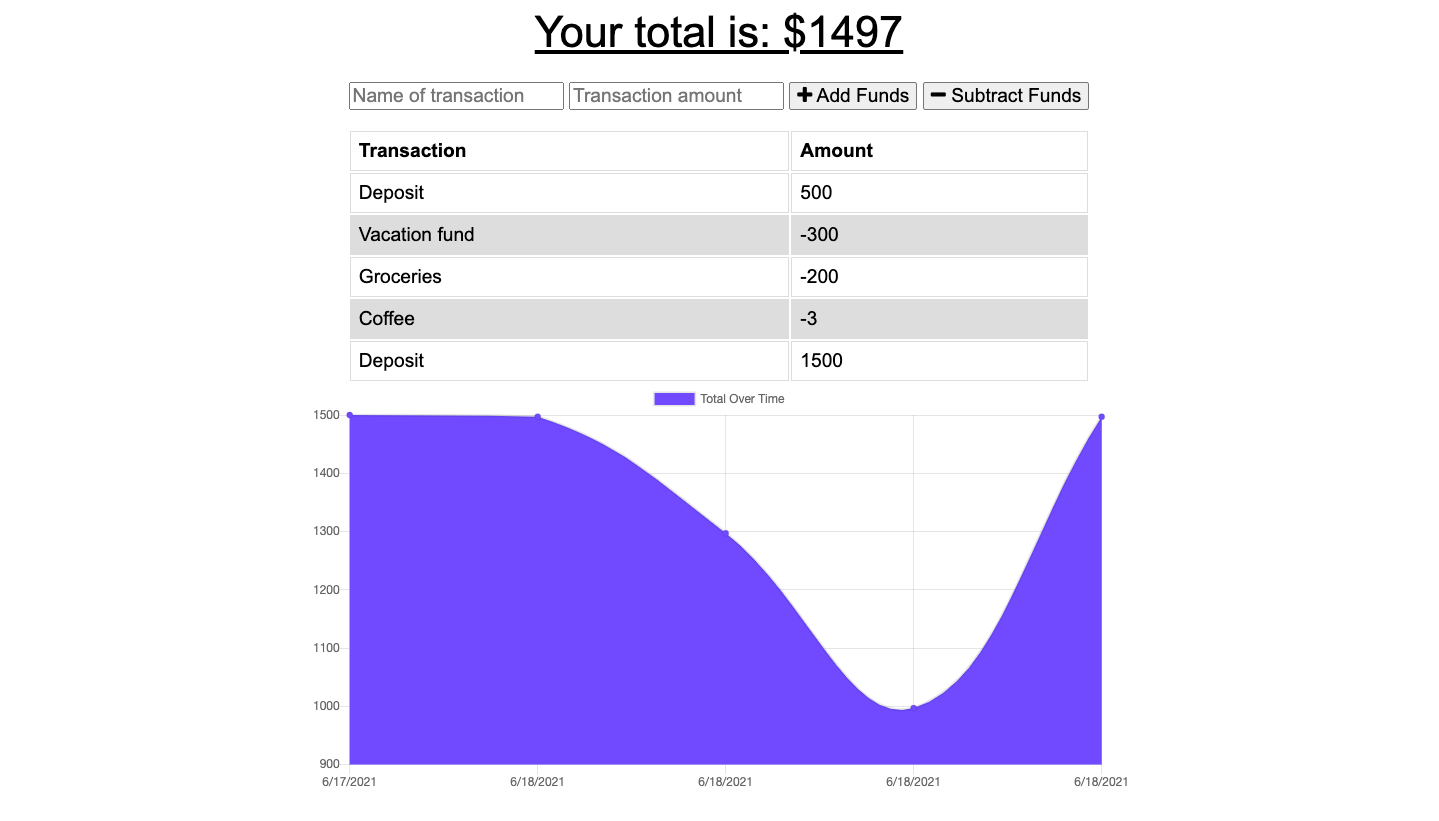 Your total is: $1497
Name of transaction Transaction amount + Add Funds − Subtract Funds
Transaction Amount
Deposit 500
Vacation fund -300
Groceries -200
Coffee -3
Deposit 1500
Total Over Time
1500
1400
1300
1200
1100
1000
900
6/17/2021 6/18/2021 6/18/2021 6/18/2021 6/18/2021